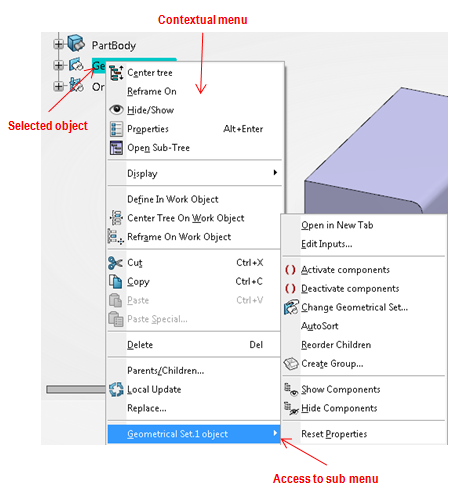 Contextual menu
PartBody
Ge
Or
Selected object
Center tree
Reframe On
Hide/Show
Properties Alt+Enter
Open Sub-Tree
Display
Define In Work Object
Center Tree On Work Object
Reframe On Work Object
Cut Ctrl+X
Copy Ctrl+C
Paste Ctrl+V
Paste Special...
Delete Del
Parents/Children...
Local Update
Replace...
Geometrical Set.1 object
Open in New Tab
Edit Inputs...
Activate components
Deactivate components
Change Geometrical Set...
AutoSort
Reorder Children
Create Group...
Show Components
Hide Components
Reset Properties
Access to sub menu